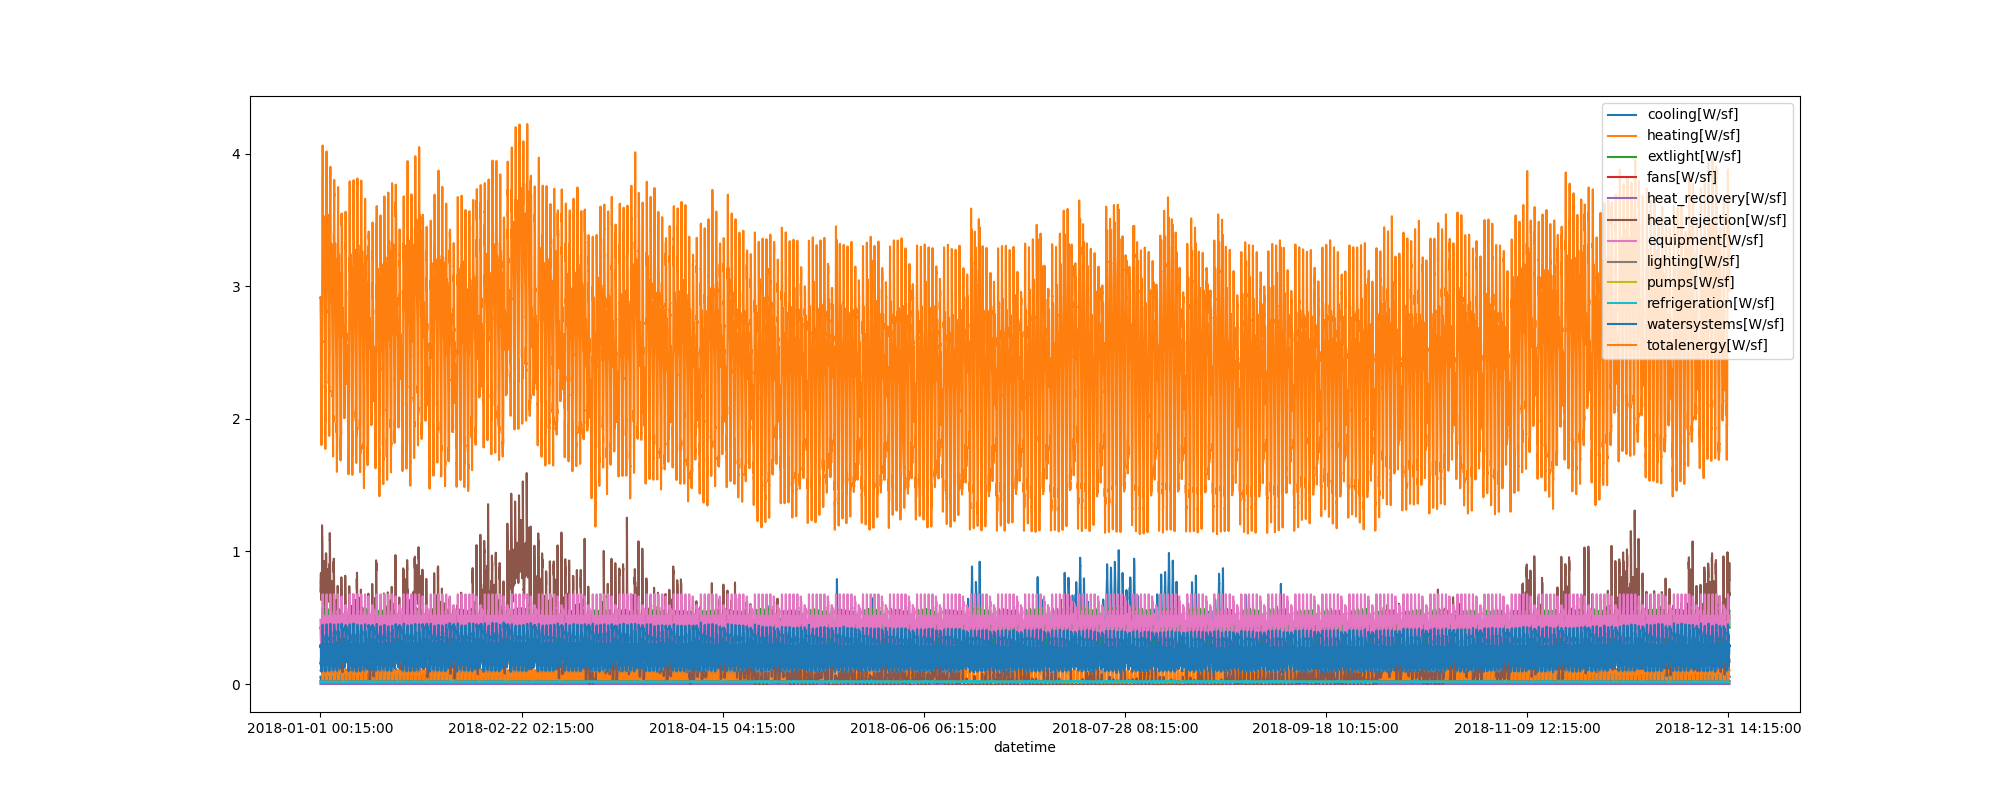 4
3
2
1
0
cooling[W/sf]
heating[W/sf]
extlight[W/sf]
fans[W/sf]
heat_recovery[W/sf]
heat_rejection[W/sf]
equipment[W/sf]
lighting[W/sf]
pumps[W/sf]
refrigeration[W/sf]
watersystems[W/sf]
totalenergy[W/sf]
2018-01-01 00:15:00 2018-02-22 02:15:00 2018-04-15 04:15:00 2018-06-06 06:15:00 2018-07-28 08:15:00 2018-09-18 10:15:00 2018-11-09 12:15:00 2018-12-31 14:15:00
datetime